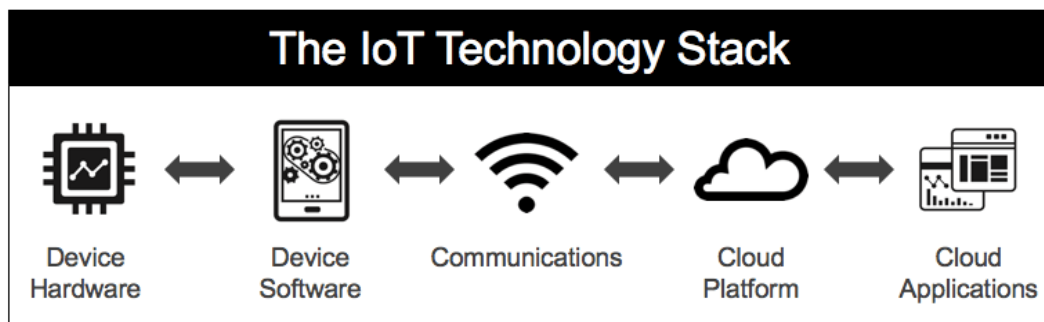 The IoT Technology Stack
Device
Hardware
Device
Software
Communications
Cloud
Platform
Cloud
Applications